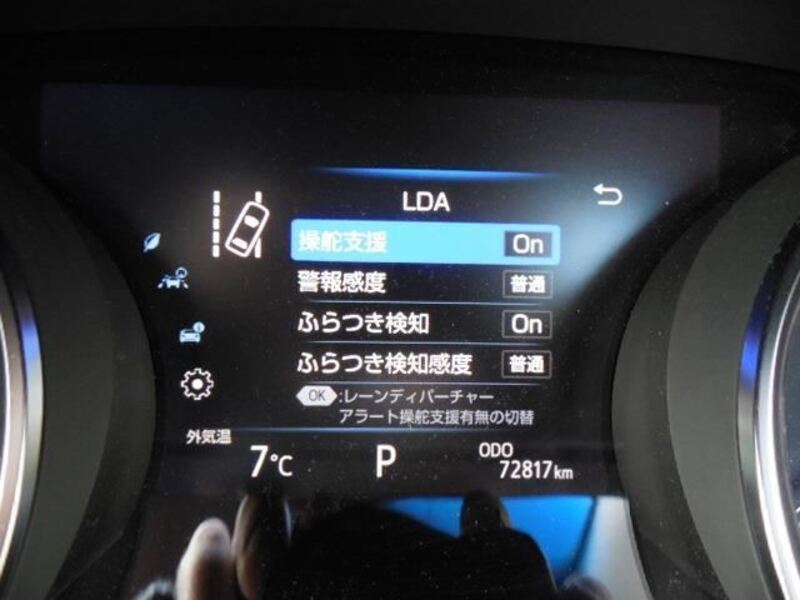 LDA
操舵支援 On
警報感度 普通
ふらつき検知 On
ふらつき検知感度 普通
OK :レーンディパーチャー
アラート操舵支援有無の切替
外気温
7℃ P ODO
72817km